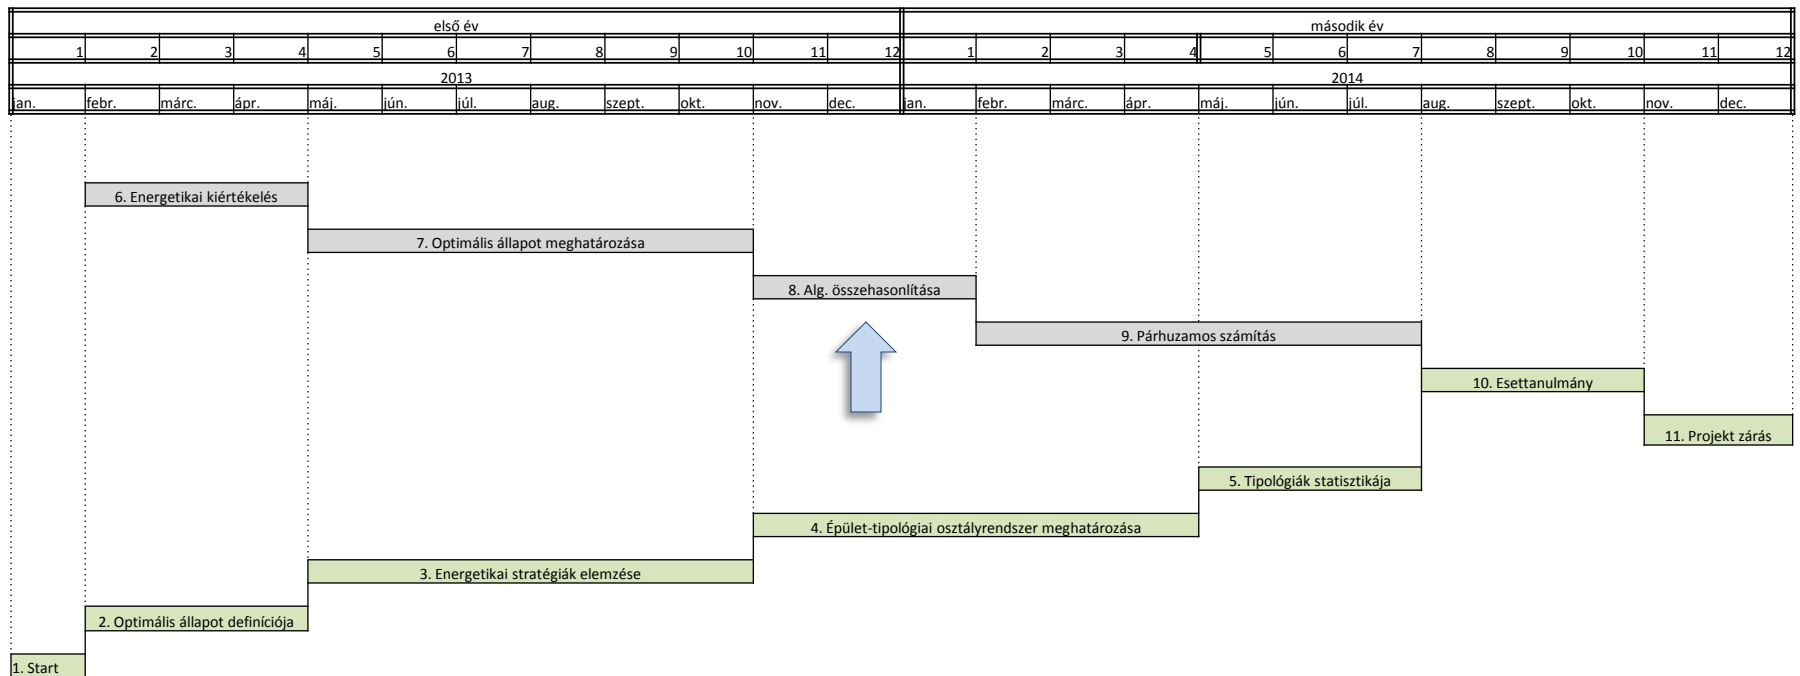 első év második év
1 2 3 4 5 6 7 8 9 10 11 12 1 2 3 4 5 6 7 8 9 10 11 12
2013 2014
jan. febr. márc. ápr. máj. jún. júl. aug. szept. okt. nov. dec. jan. febr. márc. ápr. máj. jún. júl. aug. szept. okt. nov. dec.
6. Energetikai kiértékelés
7. Optimális állapot meghatározása
8. Alg. összehasonlítása
9. Párhuzamos számítás
10. Esettanulmány
11. Projekt zárás
5. Tipológiák statisztikája
4. Épület-tipológiai osztályrendszer meghatározása
3. Energetikai stratégiák elemzése
2. Optimális állapot definíciója
1. Start